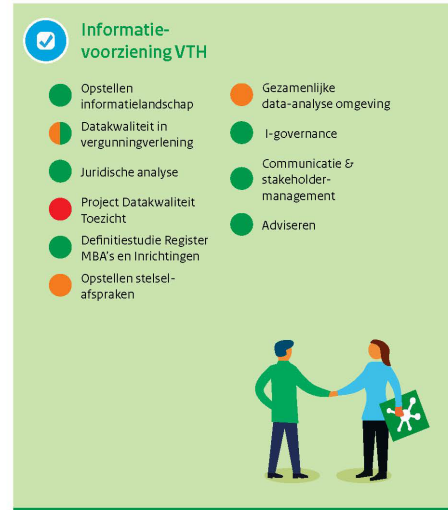 Informatie-
voorziening VTH
Opstellen
informatielandschap
Datakwaliteit in
vergunningverlening
Juridische analyse
Project Datakwaliteit
Toezicht
Definitiestudie Register
MBA's en Inrichtingen
Opstellen stelsel-
afspraken
Gezamenlijke
data-analyse omgeving
I-governance
Communicatie &
stakeholder-
management
Adviseren